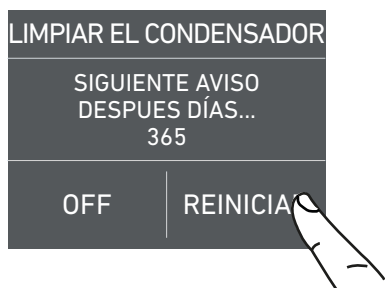 LIMPIAR EL CONDENSADOR
SIGUIENTE AVISO
DESPUES DÍAS...
365
OFF
REINICIA